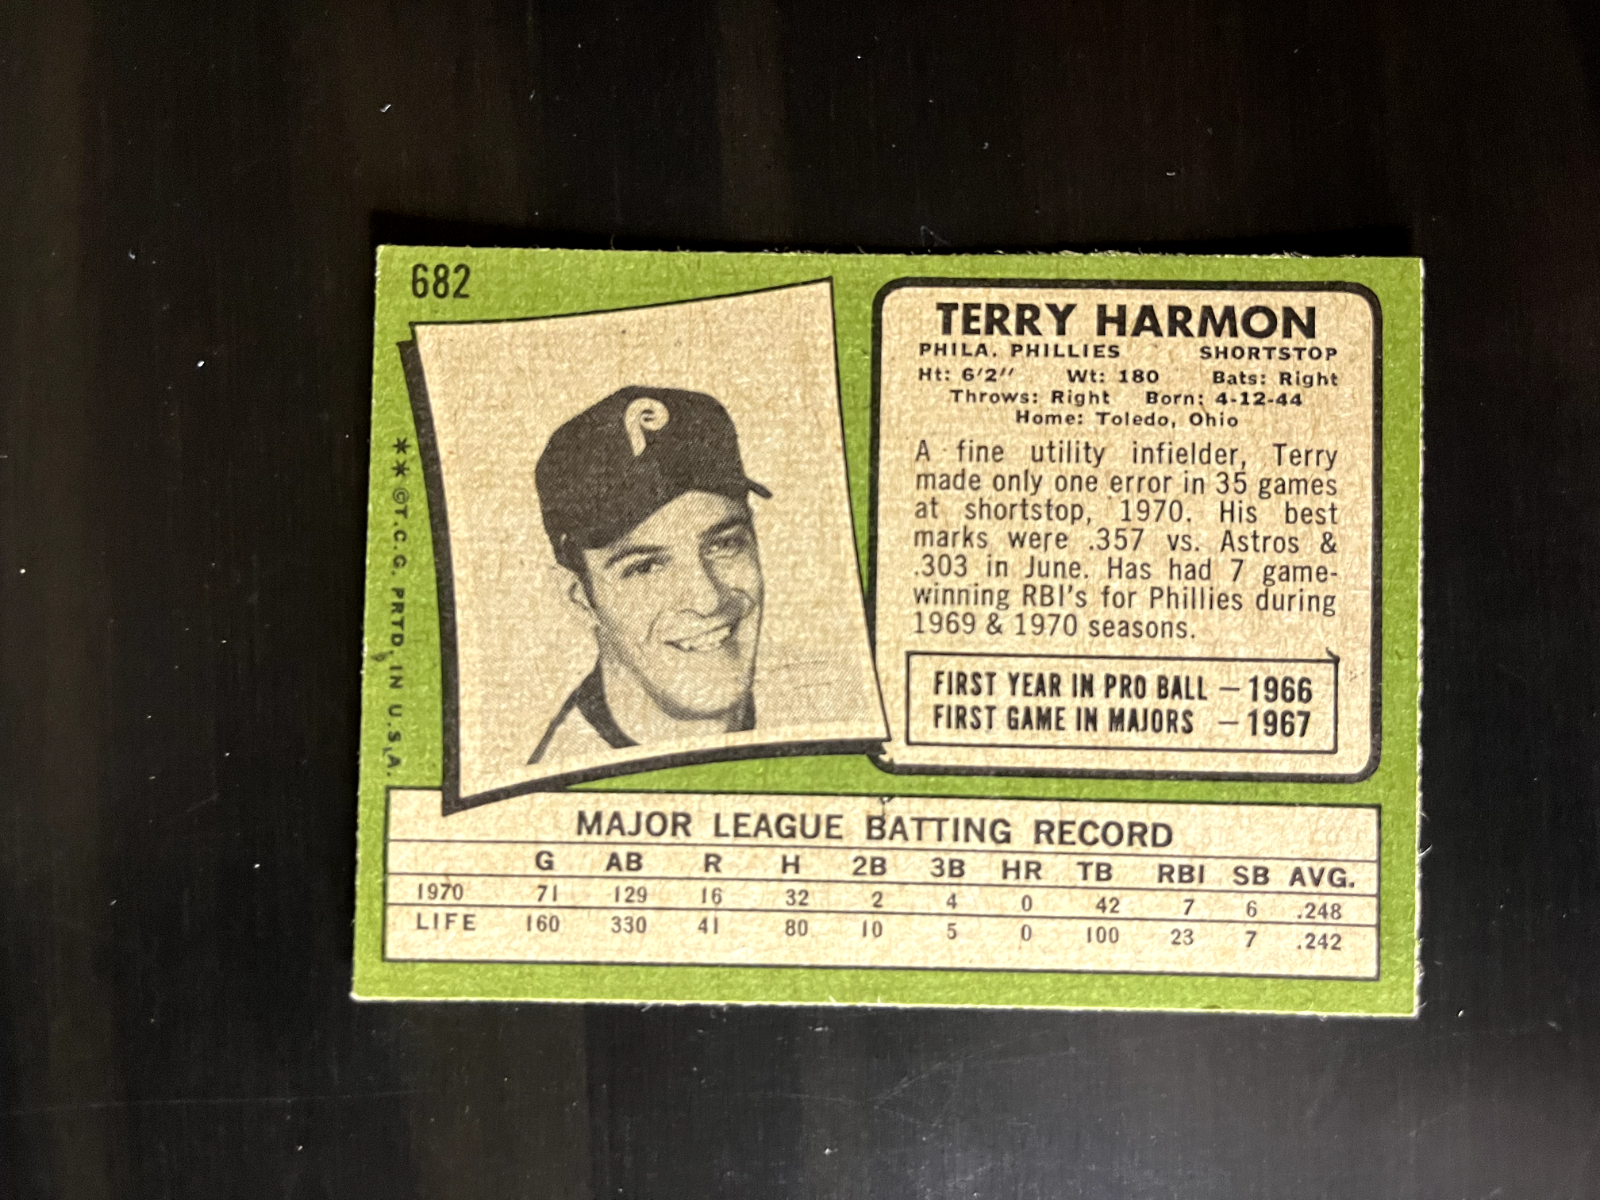 682
TERRY HARMON
PHILA. PHILLIES SHORTSTOP
Ht: 6'2" Wt: 180 Bats: Right
Throws: Right Born: 4-12-44
Home: Toledo, Ohio
A fine utility infielder, Terry
made only one error in 35 games
at shortstop, 1970. His best
marks were .357 vs. Astros &
.303 in June. Has had 7 game-
winning RBI's for Phillies during
1969 & 1970 seasons.
FIRST YEAR IN PRO BALL — 1966
FIRST GAME IN MAJORS — 1967
**©T.C.G. PRTD. IN U.S.A.
MAJOR LEAGUE BATTING RECORD
G AB R H 2B 3B HR TB RBI SB AVG.
1970 71 129 16 32 2 4 0 42 7 6 .248
LIFE 160 330 41 80 10 5 0 100 23 7 .242